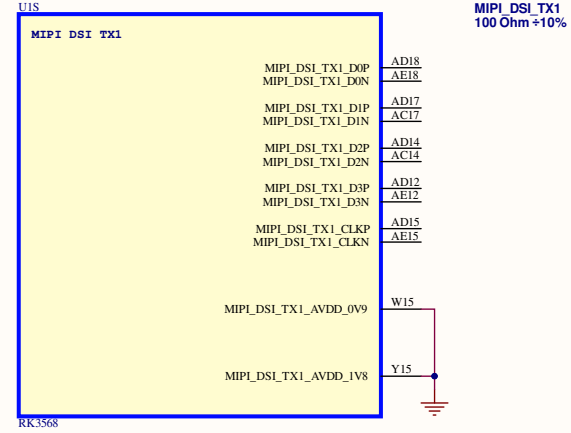 U1S
MIPI_DSI_TX1
100 Ohm ÷10%
MIPI DSI TX1
MIPI_DSI_TX1_D0P AD18
MIPI_DSI_TX1_D0N AE18
MIPI_DSI_TX1_D1P AD17
MIPI_DSI_TX1_D1N AC17
MIPI_DSI_TX1_D2P AD14
MIPI_DSI_TX1_D2N AC14
MIPI_DSI_TX1_D3P AD12
MIPI_DSI_TX1_D3N AE12
MIPI_DSI_TX1_CLKP AD15
MIPI_DSI_TX1_CLKN AE15
MIPI_DSI_TX1_AVDD_0V9 W15
MIPI_DSI_TX1_AVDD_1V8 Y15
RK3568